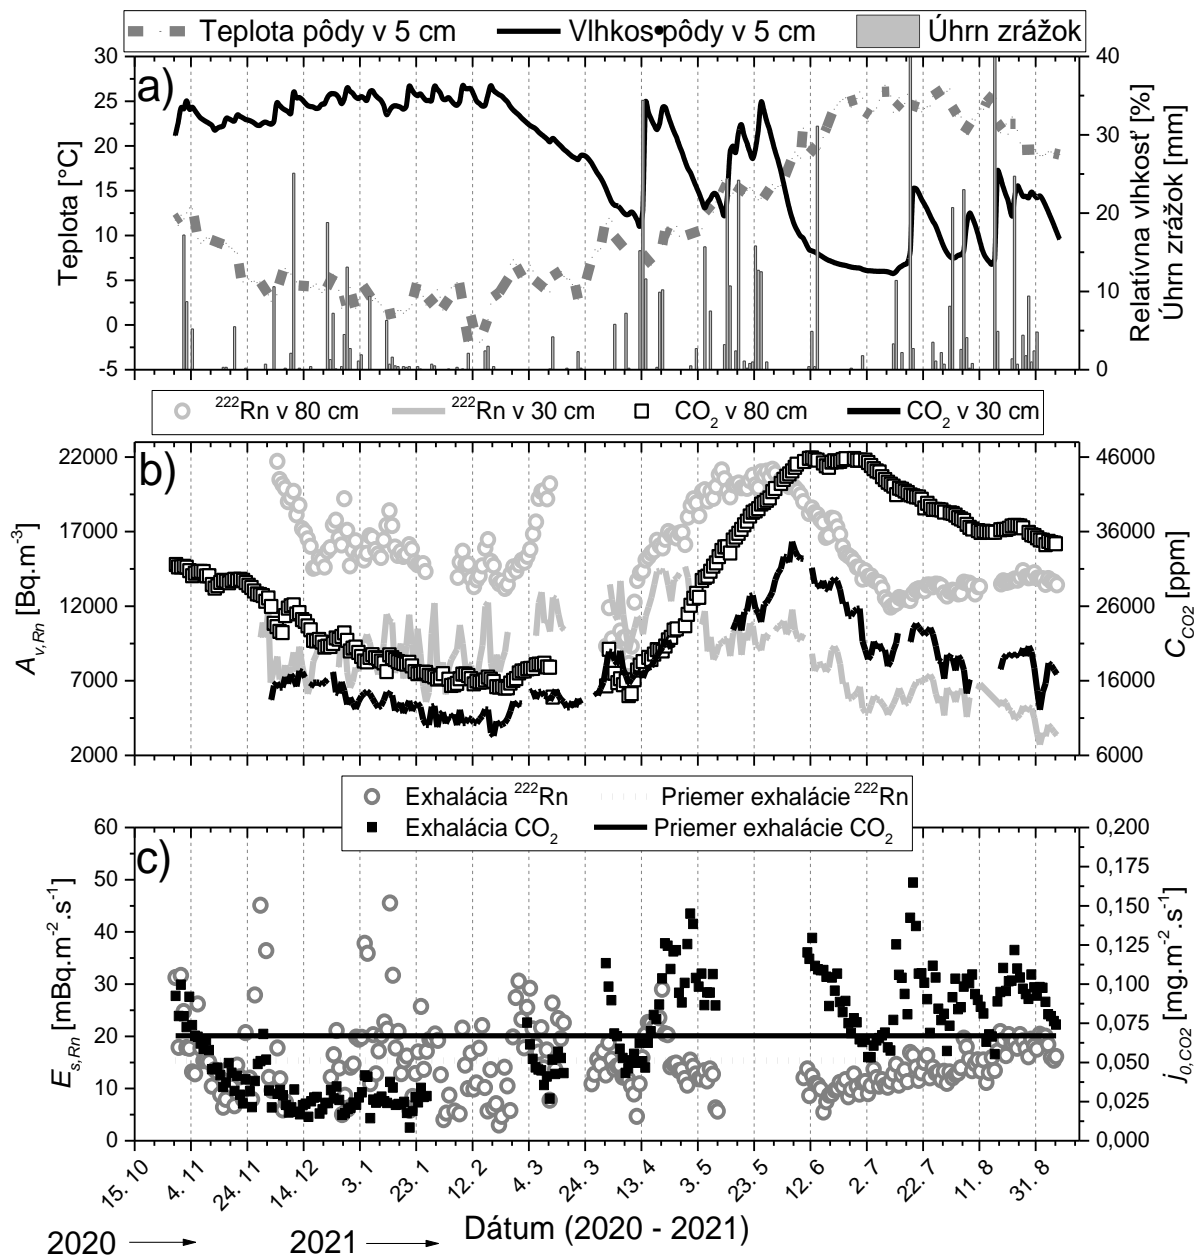 Teplota pôdy v 5 cm Vlhkos•pôdy v 5 cm Úhrn zrážok
a)
30
25
20
15
10
5
0
-5
Teplota [°C]
40
30
20
10
0
Relatívna vlhkosť [%]
Úhrn zrážok [mm]
²²²Rn v 80 cm ²²²Rn v 30 cm CO₂ v 80 cm CO₂ v 30 cm
b)
22000
17000
12000
7000
2000
A_v,Rn [Bq.m⁻³]
46000
36000
26000
16000
6000
C_CO2 [ppm]
Exhalácia ²²²Rn Priemer exhalácie ²²²Rn
Exhalácia CO₂ Priemer exhalácie CO₂
c)
60
50
40
30
20
10
0
E_s,Rn [mBq.m⁻².s⁻¹]
0,200
0,175
0,150
0,125
0,100
0,075
0,050
0,025
0,000
j_0,CO2 [mg.m⁻².s⁻¹]
15. 10 4. 11 24. 11 14. 12 3. 1 23. 1 12. 2 4. 3 24. 3 13. 4 3. 5 23. 5 12. 6 2. 7 22. 7 11. 8 31. 8
Dátum (2020 - 2021)
2020 2021